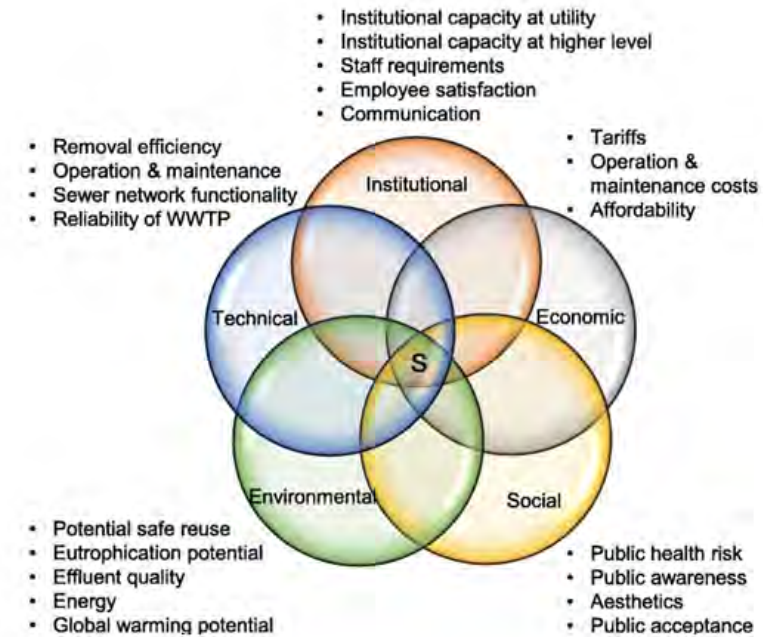 • Institutional capacity at utility
• Institutional capacity at higher level
• Staff requirements
• Employee satisfaction
• Communication
• Removal efficiency
• Operation & maintenance
• Sewer network functionality
• Reliability of WWTP
• Tariffs
• Operation &
maintenance costs
• Affordability
Institutional
Technical
Economic
S
Environmental
Social
• Potential safe reuse
• Eutrophication potential
• Effluent quality
• Energy
• Global warming potential
• Public health risk
• Public awareness
• Aesthetics
• Public acceptance